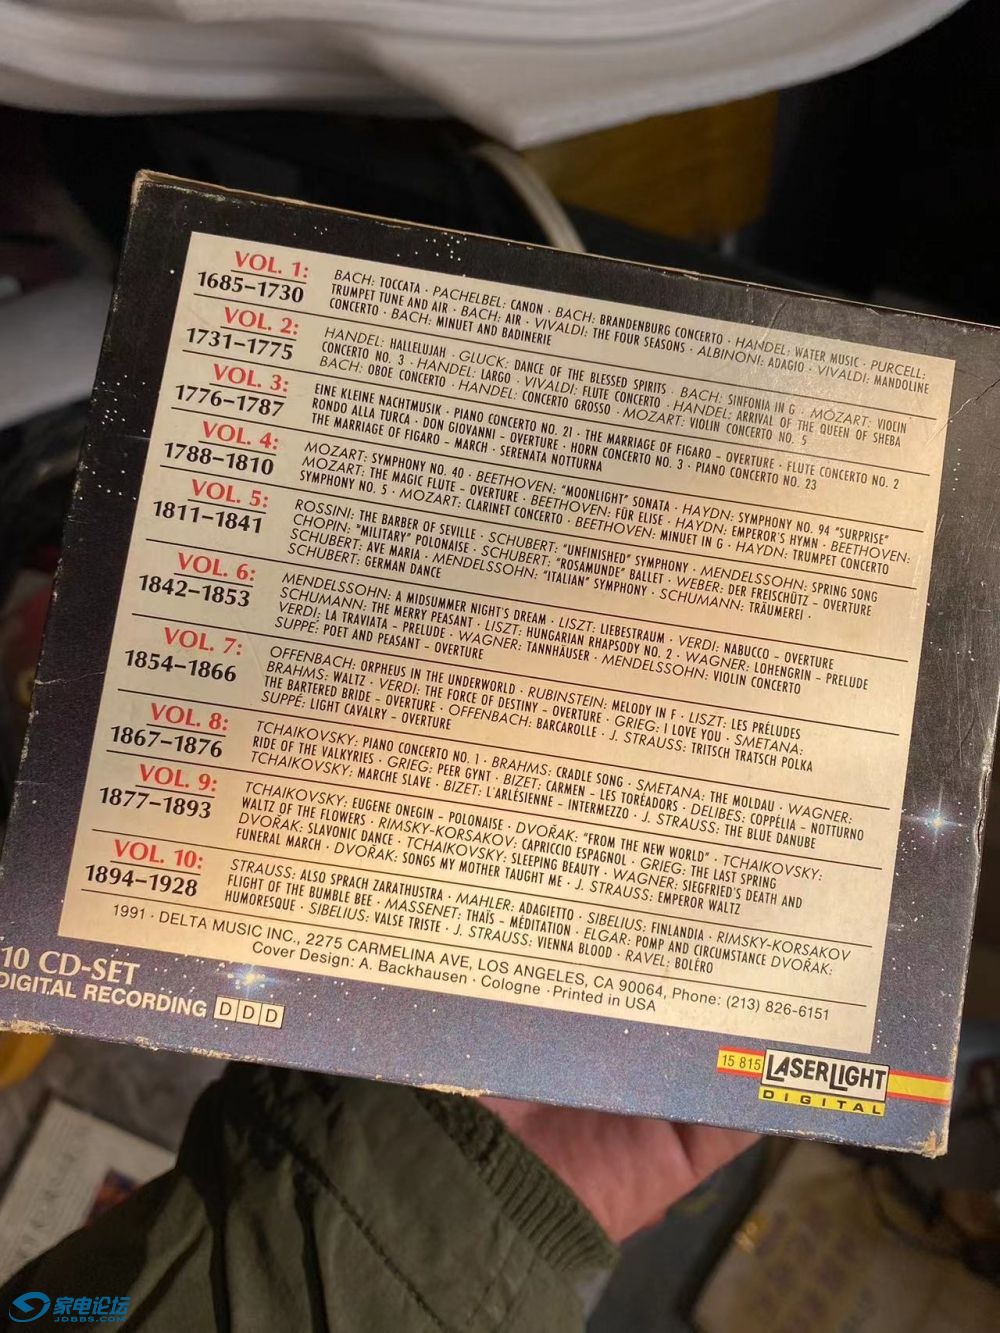 VOL. 1:
1685–1730
BACH: TOCCATA · PACHELBEL: CANON · BACH: BRANDENBURG CONCERTO · HANDEL: WATER MUSIC · PURCELL:
TRUMPET TUNE AND AIR · BACH: AIR · VIVALDI: THE FOUR SEASONS · ALBINONI: ADAGIO · VIVALDI: MANDOLINE
CONCERTO · BACH: MINUET AND BADINERIE
VOL. 2:
1731–1775
HANDEL: HALLELUJAH · GLUCK: DANCE OF THE BLESSED SPIRITS · BACH: SINFONIA IN G · MOZART: VIOLIN
CONCERTO NO. 3 · HANDEL: LARGO · VIVALDI: FLUTE CONCERTO · HANDEL: ARRIVAL OF THE QUEEN OF SHEBA
BACH: OBOE CONCERTO · HANDEL: CONCERTO GROSSO · MOZART: VIOLIN CONCERTO NO. 5
VOL. 3:
1776–1787
EINE KLEINE NACHTMUSIK · PIANO CONCERTO NO. 21 · THE MARRIAGE OF FIGARO – OVERTURE · FLUTE CONCERTO NO. 2
RONDO ALLA TURCA · DON GIOVANNI – OVERTURE · HORN CONCERTO NO. 3 · PIANO CONCERTO NO. 23
THE MARRIAGE OF FIGARO – MARCH · SERENATA NOTTURNA
VOL. 4:
1788–1810
MOZART: SYMPHONY NO. 40 · BEETHOVEN: "MOONLIGHT" SONATA · HAYDN: SYMPHONY NO. 94 "SURPRISE"
MOZART: THE MAGIC FLUTE – OVERTURE · BEETHOVEN: FÜR ELISE · HAYDN: EMPEROR'S HYMN · BEETHOVEN:
SYMPHONY NO. 5 · MOZART: CLARINET CONCERTO · BEETHOVEN: MINUET IN G · HAYDN: TRUMPET CONCERTO
VOL. 5:
1811–1841
ROSSINI: THE BARBER OF SEVILLE · SCHUBERT: "UNFINISHED" SYMPHONY · MENDELSSOHN: SPRING SONG
CHOPIN: "MILITARY" POLONAISE · SCHUBERT: "ROSAMUNDE" BALLET · WEBER: DER FREISCHÜTZ – OVERTURE
SCHUBERT: AVE MARIA · MENDELSSOHN: "ITALIAN" SYMPHONY · SCHUMANN: TRÄUMEREI ·
SCHUBERT: GERMAN DANCE
VOL. 6:
1842–1853
MENDELSSOHN: A MIDSUMMER NIGHT'S DREAM · LISZT: LIEBESTRAUM · VERDI: NABUCCO – OVERTURE
SCHUMANN: THE MERRY PEASANT · LISZT: HUNGARIAN RHAPSODY NO. 2 · WAGNER: LOHENGRIN – PRELUDE
VERDI: LA TRAVIATA – PRELUDE · WAGNER: TANNHÄUSER · MENDELSSOHN: VIOLIN CONCERTO
SUPPÉ: POET AND PEASANT – OVERTURE
VOL. 7:
1854–1866
OFFENBACH: ORPHEUS IN THE UNDERWORLD · RUBINSTEIN: MELODY IN F · LISZT: LES PRÉLUDES
BRAHMS: WALTZ · VERDI: THE FORCE OF DESTINY – OVERTURE · GRIEG: I LOVE YOU · SMETANA:
THE BARTERED BRIDE – OVERTURE · OFFENBACH: BARCAROLLE · J. STRAUSS: TRITSCH TRATSCH POLKA
SUPPÉ: LIGHT CAVALRY – OVERTURE
VOL. 8:
1867–1876
TCHAIKOVSKY: PIANO CONCERTO NO. 1 · BRAHMS: CRADLE SONG · SMETANA: THE MOLDAU · WAGNER:
RIDE OF THE VALKYRIES · GRIEG: PEER GYNT · BIZET: CARMEN – LES TORÉADORS · DELIBES: COPPÉLIA – NOTTURNO
TCHAIKOVSKY: MARCHE SLAVE · BIZET: L'ARLÉSIENNE – INTERMEZZO · J. STRAUSS: THE BLUE DANUBE
VOL. 9:
1877–1893
TCHAIKOVSKY: EUGENE ONEGIN – POLONAISE · DVOŘÁK: "FROM THE NEW WORLD" · TCHAIKOVSKY:
WALTZ OF THE FLOWERS · RIMSKY-KORSAKOV: CAPRICCIO ESPAGNOL · GRIEG: THE LAST SPRING
DVOŘÁK: SLAVONIC DANCE · TCHAIKOVSKY: SLEEPING BEAUTY · WAGNER: SIEGFRIED'S DEATH AND
FUNERAL MARCH · DVOŘÁK: SONGS MY MOTHER TAUGHT ME · J. STRAUSS: EMPEROR WALTZ
VOL. 10:
1894–1928
STRAUSS: ALSO SPRACH ZARATHUSTRA · MAHLER: ADAGIETTO · SIBELIUS: FINLANDIA · RIMSKY-KORSAKOV
FLIGHT OF THE BUMBLE BEE · MASSENET: THAÏS – MÉDITATION · ELGAR: POMP AND CIRCUMSTANCE DVOŘÁK:
HUMORESQUE · SIBELIUS: VALSE TRISTE · J. STRAUSS: VIENNA BLOOD · RAVEL: BOLÉRO
1991 · DELTA MUSIC INC., 2275 CARMELINA AVE, LOS ANGELES, CA 90064, Phone: (213) 826-6151
Cover Design: A. Backhausen · Cologne · Printed in USA
10 CD-SET
DIGITAL RECORDING DDD
15 815 LASERLIGHT
DIGITAL
家电论坛
JDBBS.COM